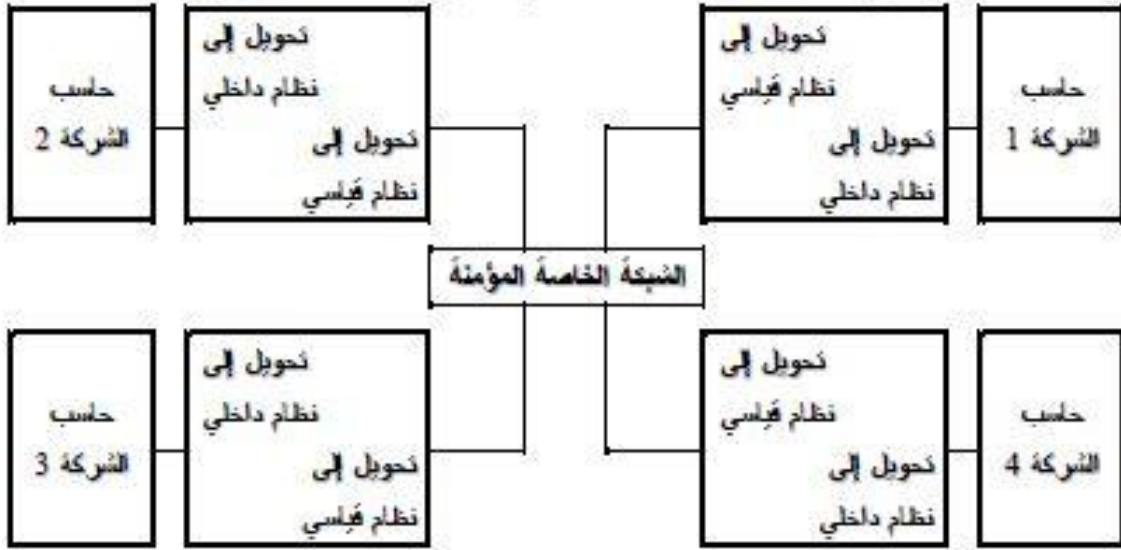 حاسب
الشركة 1
تحويل إلى
نظام قياسي
تحويل إلى
نظام داخلي
تحويل إلى
نظام داخلي
تحويل إلى
نظام قياسي
حاسب
الشركة 2
الشبكة الخاصة المؤمنة
حاسب
الشركة 4
تحويل إلى
نظام قياسي
تحويل إلى
نظام داخلي
تحويل إلى
نظام داخلي
تحويل إلى
نظام قياسي
حاسب
الشركة 3